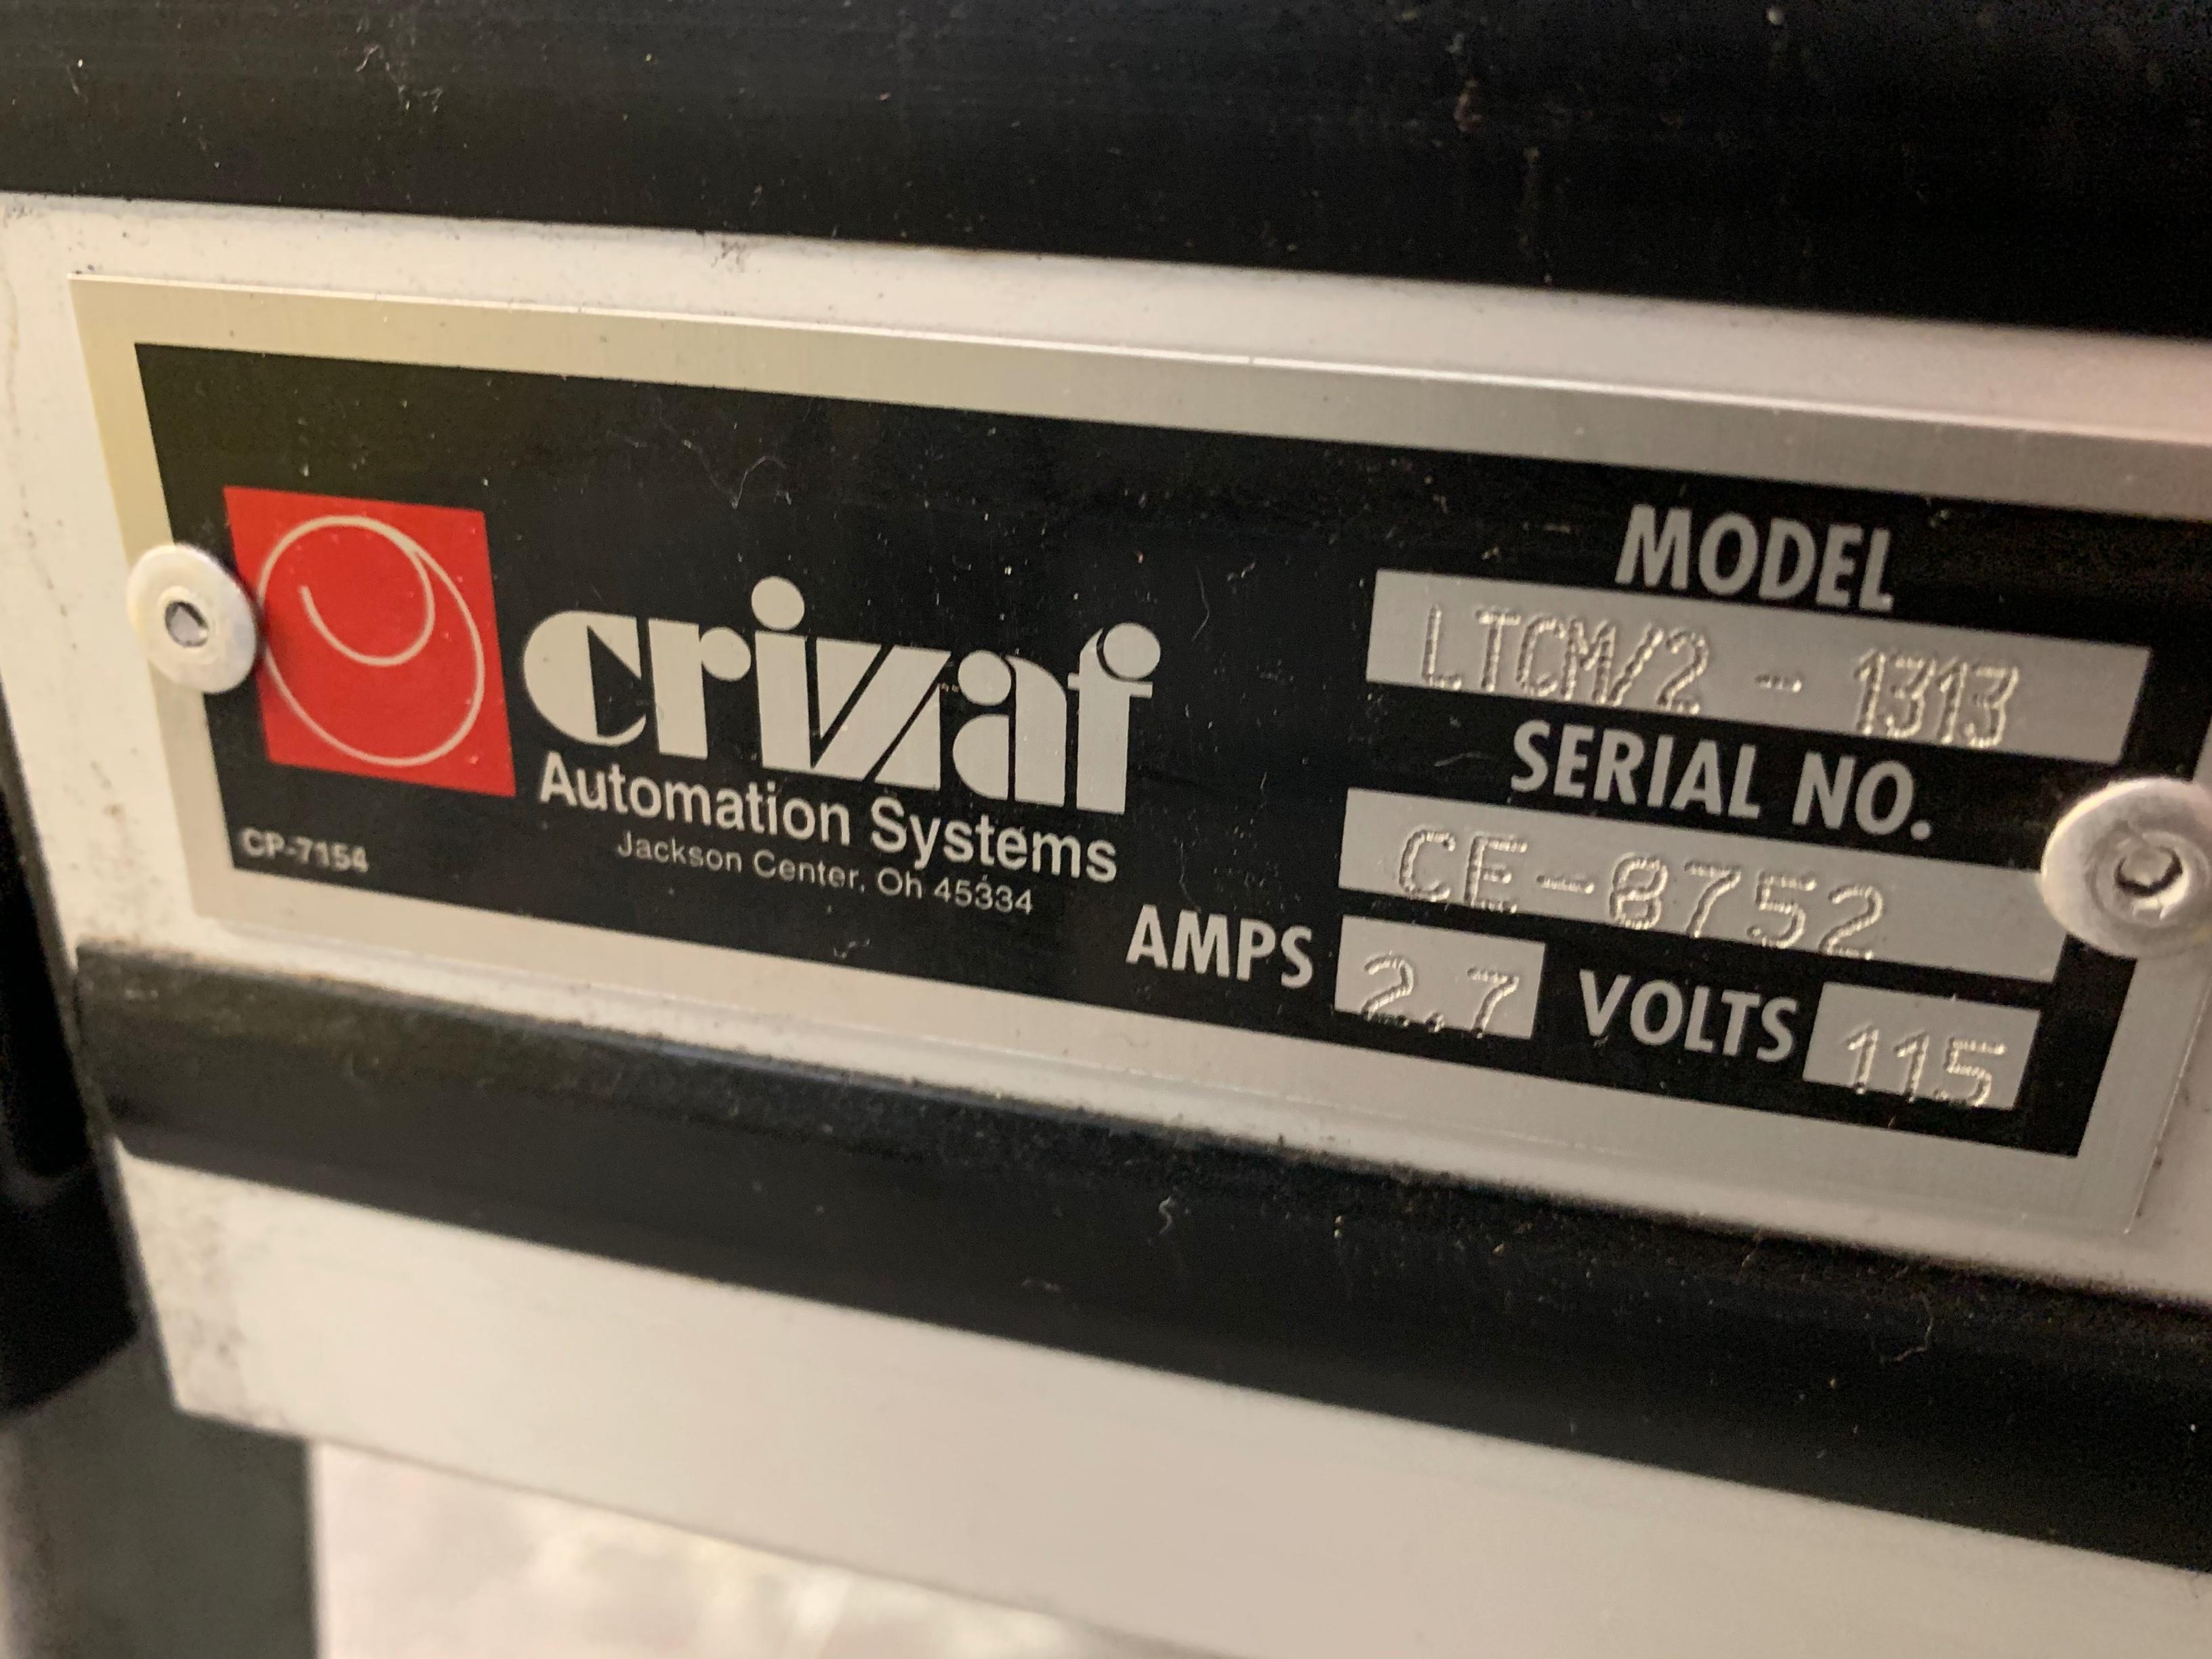 crizaf
Automation Systems
Jackson Center, Oh 45334
CP-7154
MODEL
LTCM/2 - 1313
SERIAL NO.
CE-8752
AMPS 2.7 VOLTS 115